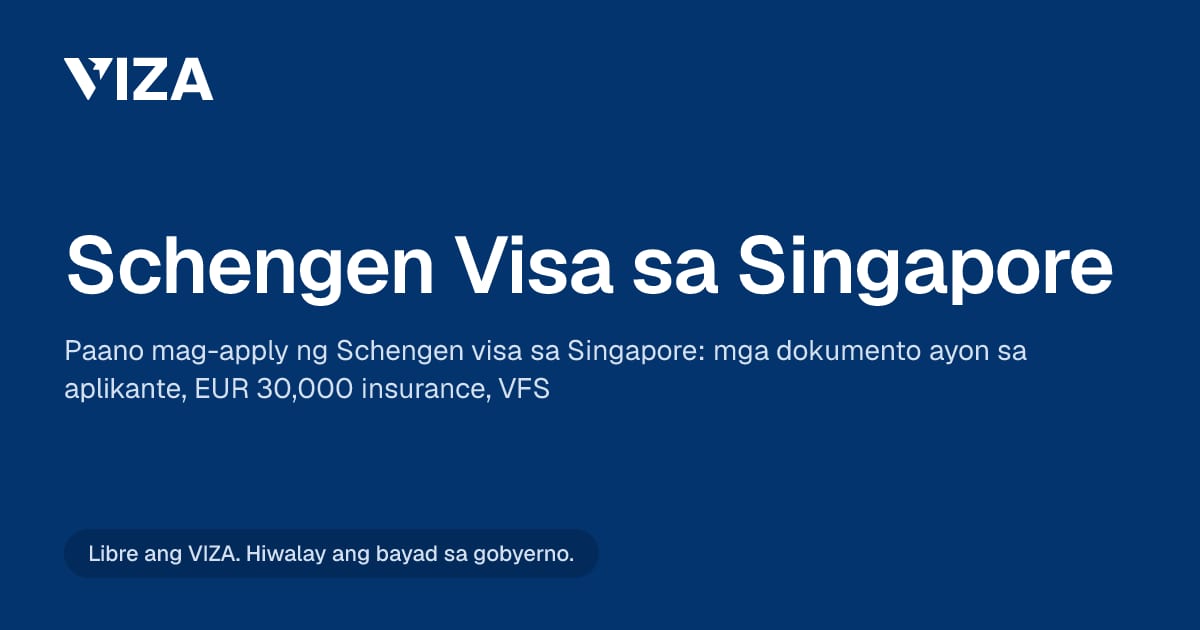 VIZA
Schengen Visa sa Singapore
Paano mag-apply ng Schengen visa sa Singapore: mga dokumento ayon sa
aplikante, EUR 30,000 insurance, VFS
Libre ang VIZA. Hiwalay ang bayad sa gobyerno.